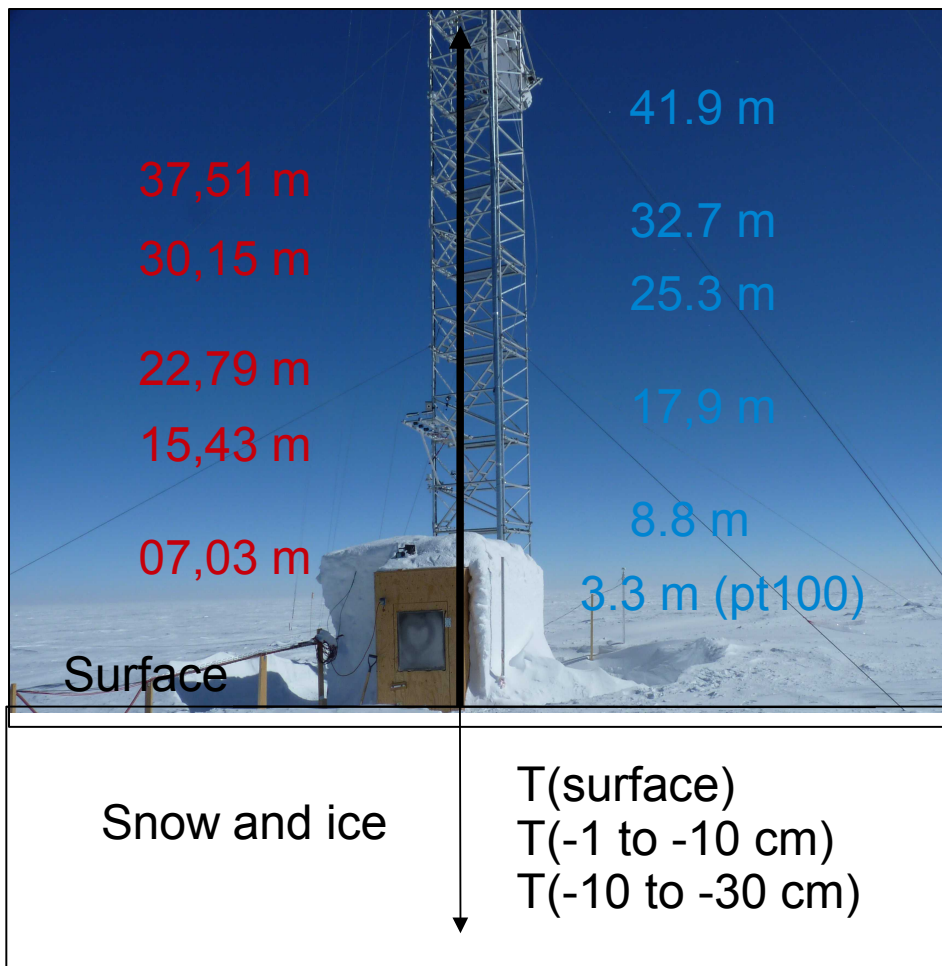 41.9 m
37,51 m
32.7 m
30,15 m
25.3 m
22,79 m
17,9 m
15,43 m
8.8 m
07,03 m
3.3 m (pt100)
Surface
Snow and ice
T(surface)
T(-1 to -10 cm)
T(-10 to -30 cm)